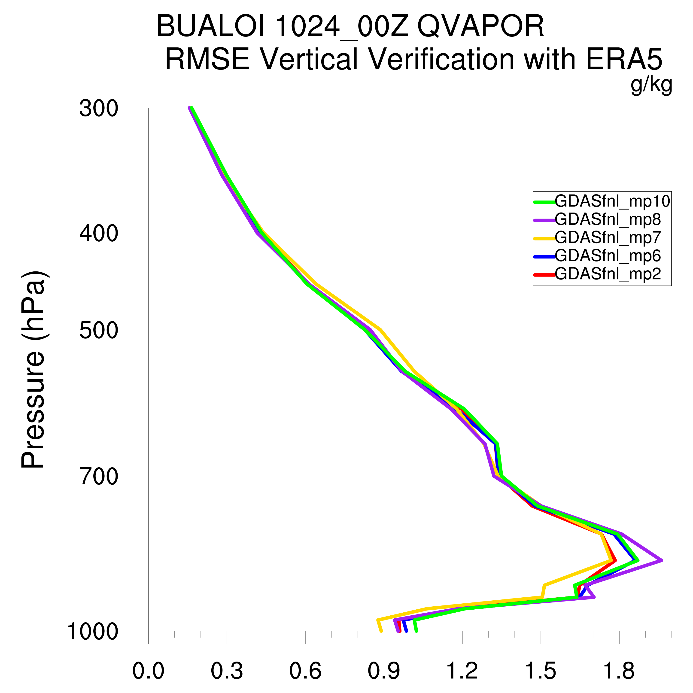 BUALOI 1024_00Z QVAPOR
RMSE Vertical Verification with ERA5
g/kg
300
400
500
700
1000
Pressure (hPa)
GDASfnl_mp10
GDASfnl_mp8
GDASfnl_mp7
GDASfnl_mp6
GDASfnl_mp2
0.0 0.3 0.6 0.9 1.2 1.5 1.8